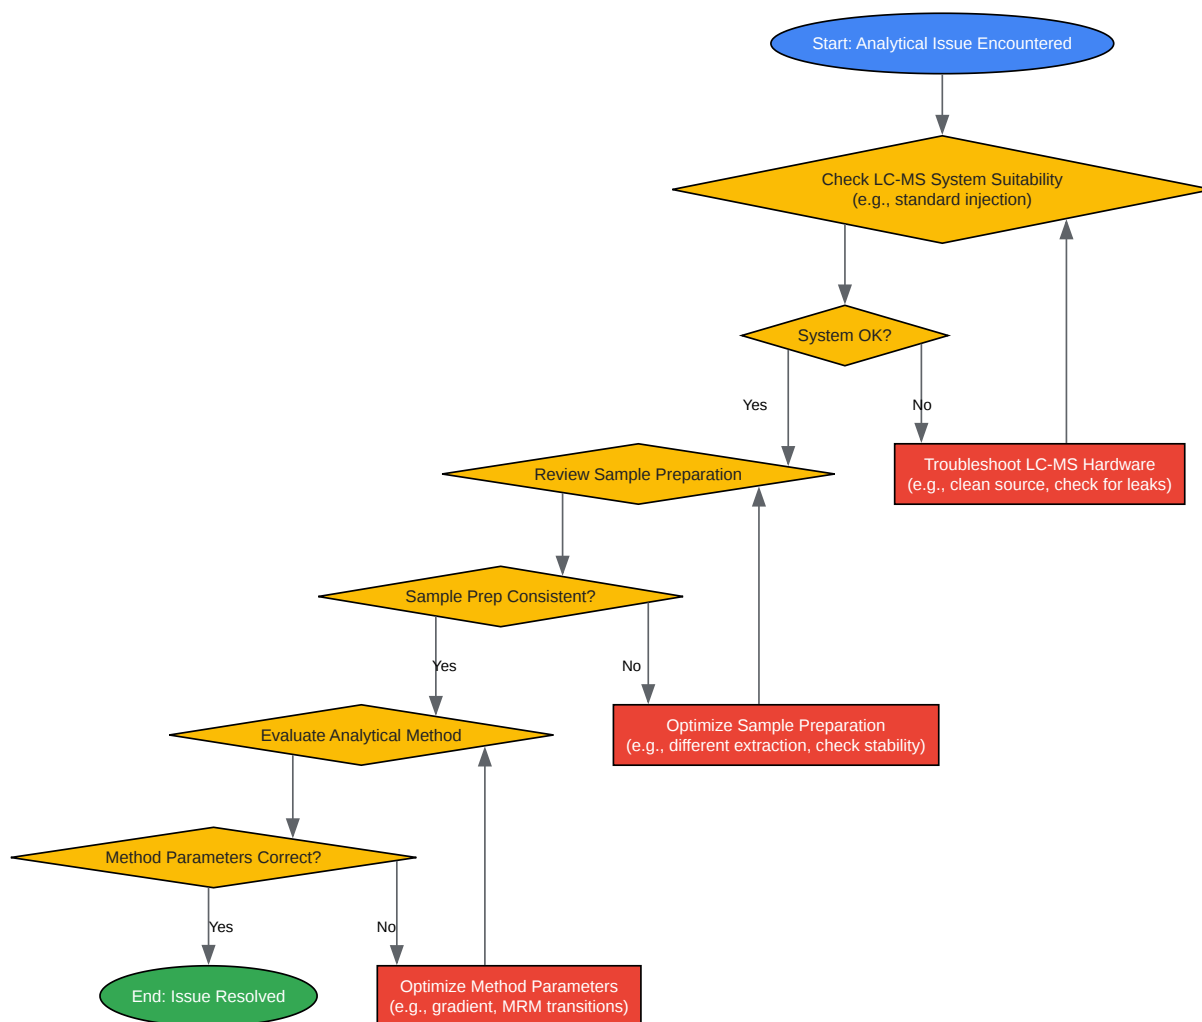 Start: Analytical Issue Encountered
Check LC-MS System Suitability
(e.g., standard injection)
System OK?
Yes
No
Troubleshoot LC-MS Hardware
(e.g., clean source, check for leaks)
Review Sample Preparation
Sample Prep Consistent?
Yes
No
Optimize Sample Preparation
(e.g., different extraction, check stability)
Evaluate Analytical Method
Method Parameters Correct?
Yes
No
End: Issue Resolved
Optimize Method Parameters
(e.g., gradient, MRM transitions)